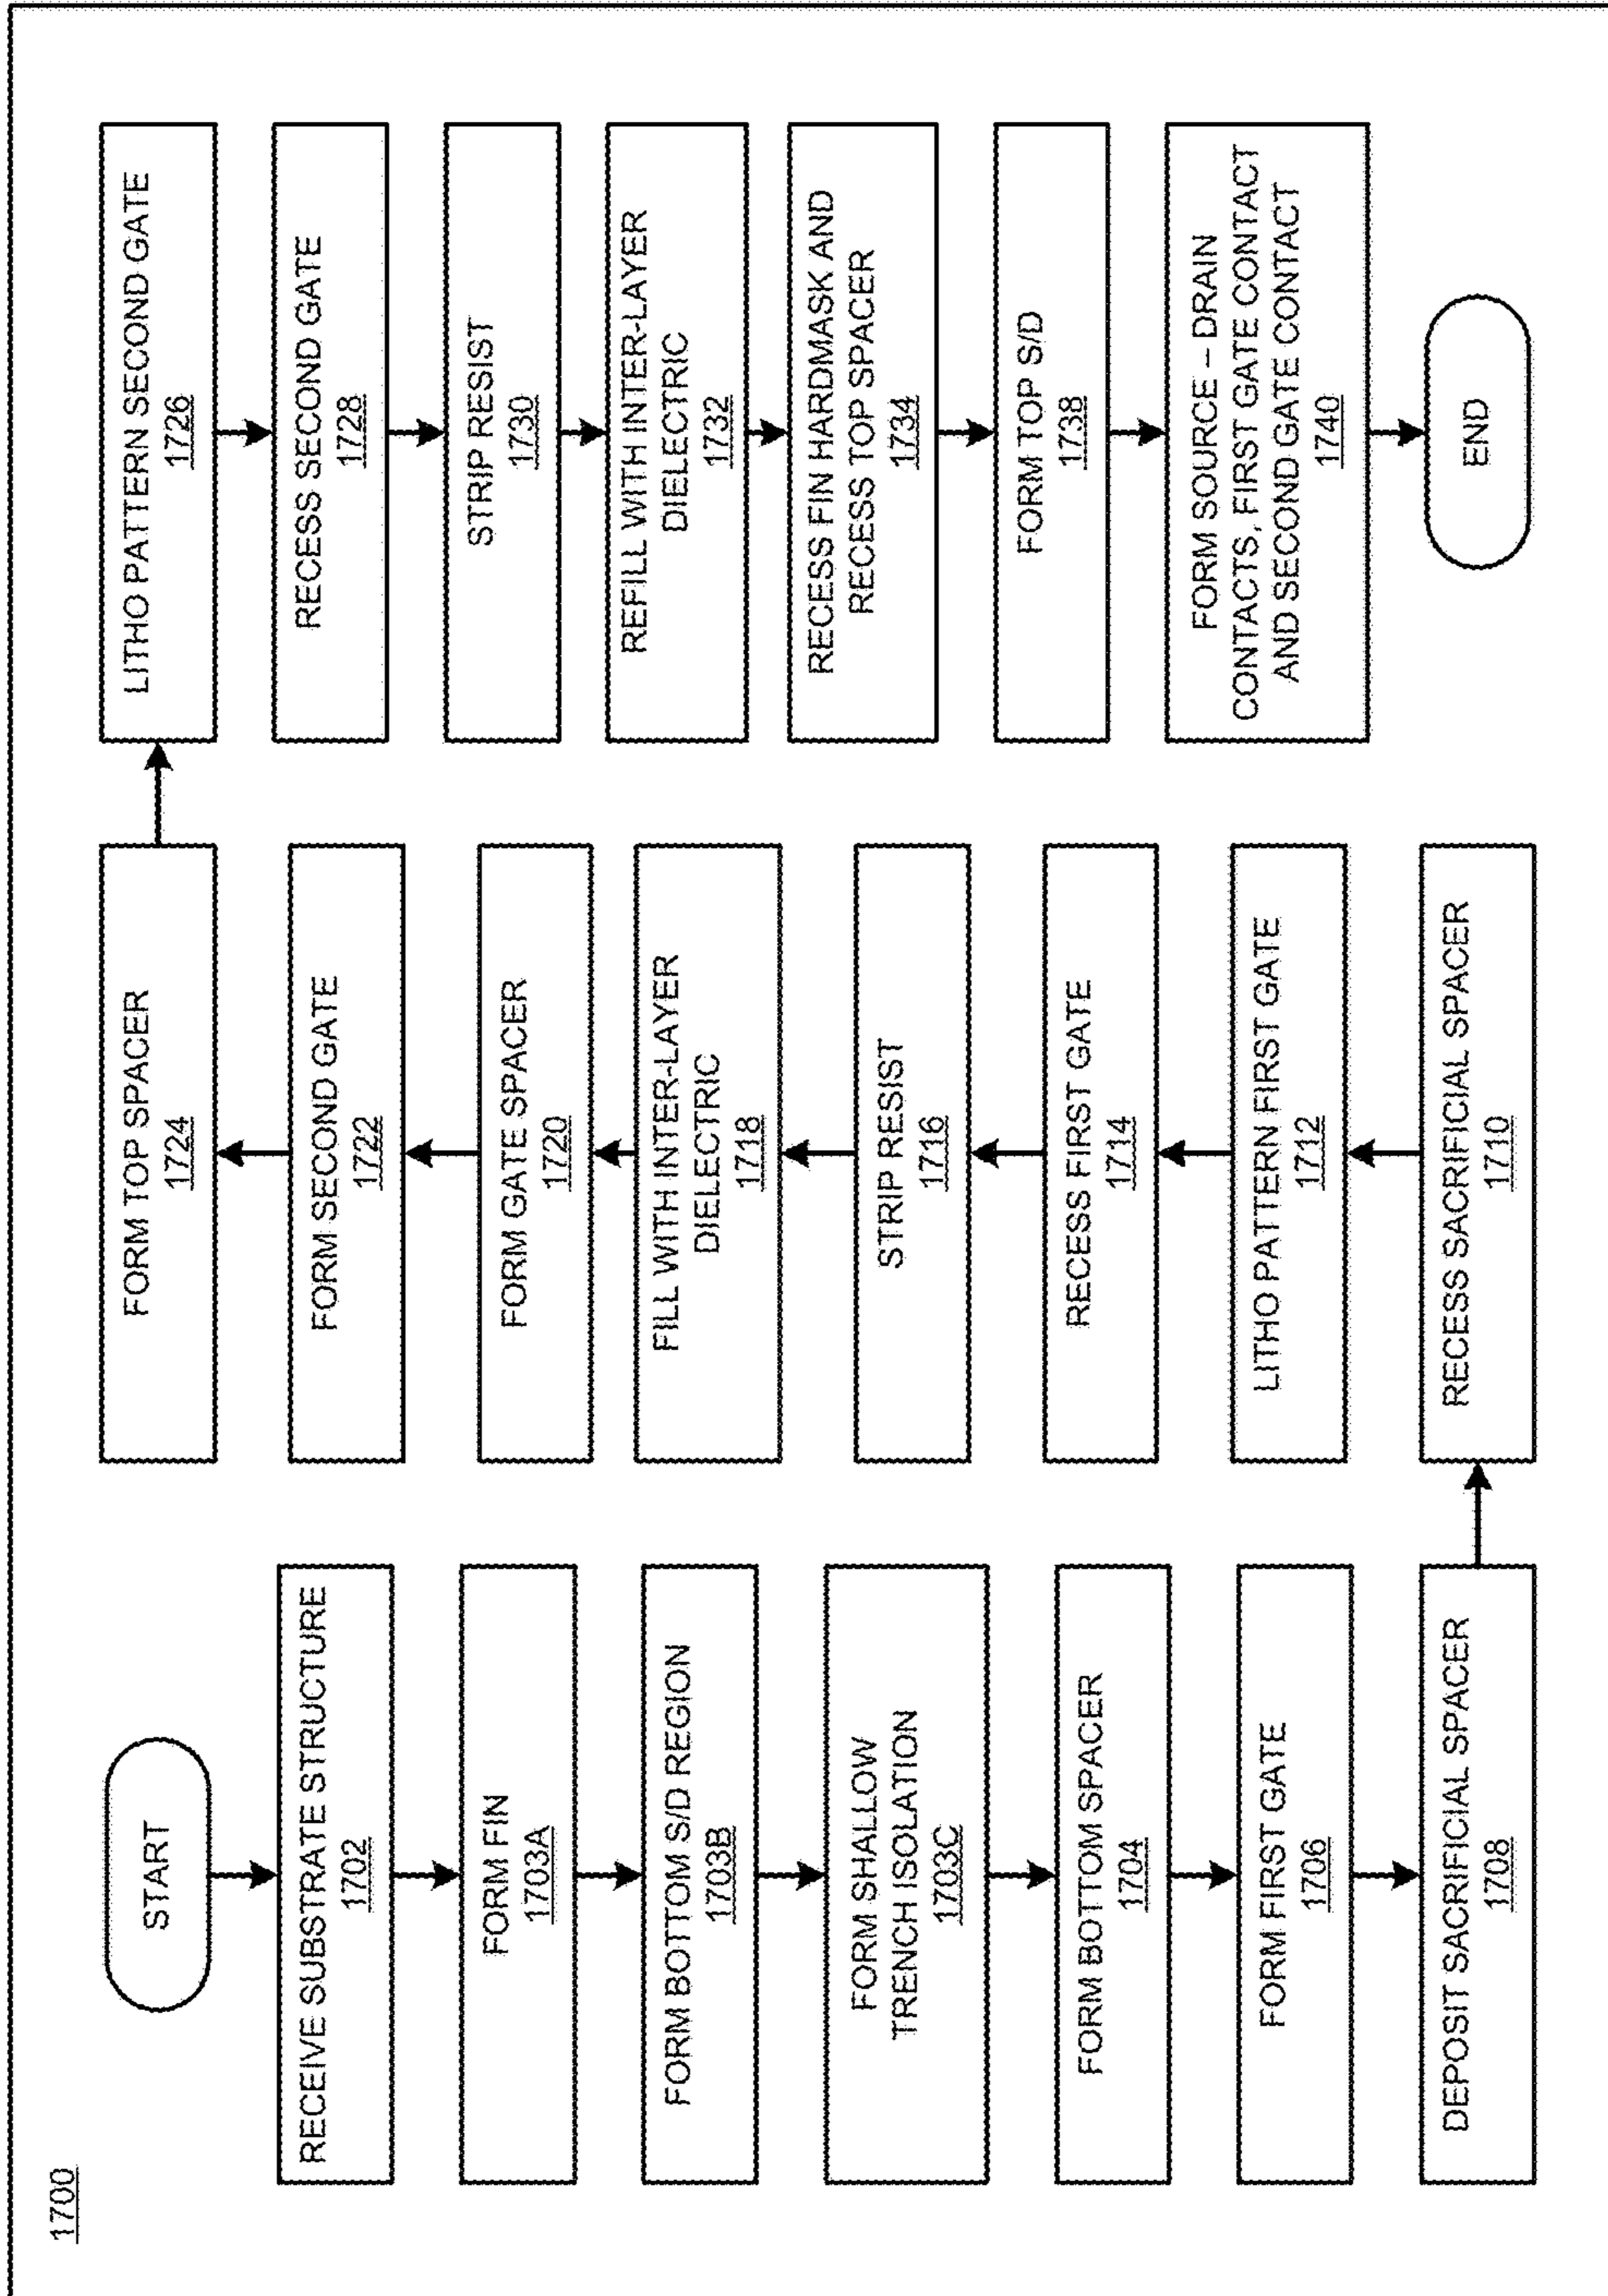 1700
START
RECEIVE SUBSTRATE STRUCTURE
1702
FORM FIN
1703A
FORM BOTTOM S/D REGION
1703B
FORM SHALLOW
TRENCH ISOLATION
1703C
FORM BOTTOM SPACER
1704
FORM FIRST GATE
1706
DEPOSIT SACRIFICIAL SPACER
1708
RECESS SACRIFICIAL SPACER
1710
LITHO PATTERN FIRST GATE
1712
RECESS FIRST GATE
1714
STRIP RESIST
1716
FILL WITH INTER-LAYER
DIELECTRIC
1718
FORM GATE SPACER
1720
FORM SECOND GATE
1722
FORM TOP SPACER
1724
LITHO PATTERN SECOND GATE
1726
RECESS SECOND GATE
1728
STRIP RESIST
1730
REFILL WITH INTER-LAYER
DIELECTRIC
1732
RECESS FIN HARDMASK AND
RECESS TOP SPACER
1734
FORM TOP S/D
1738
FORM SOURCE – DRAIN
CONTACTS, FIRST GATE CONTACT
AND SECOND GATE CONTACT
1740
END